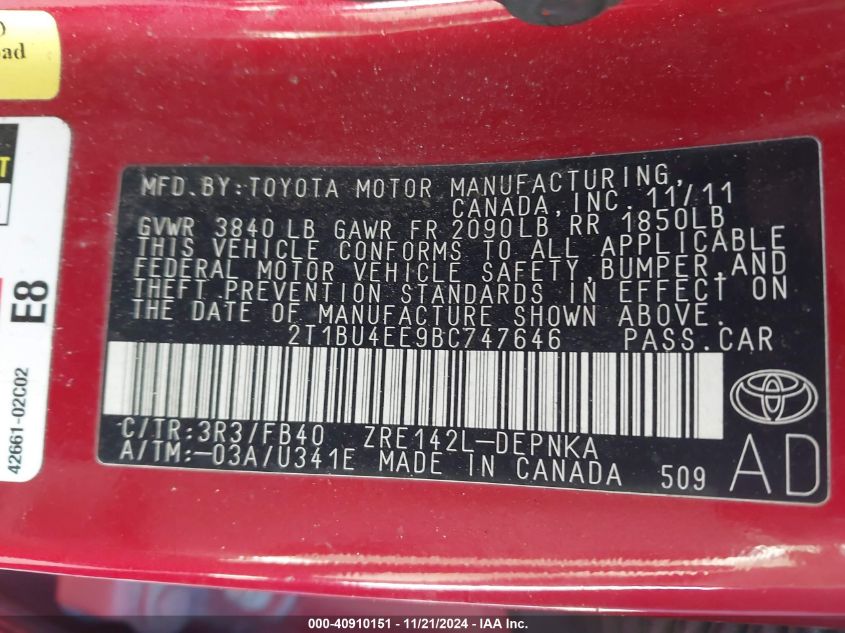 )
oad
T
E8
42661-02C02
MFD.BY:TOYOTA MOTOR MANUFACTURING,
CANADA, INC. 11/11
GVWR 3840 LB GAWR FR 2090LB RR 1850LB
THIS VEHICLE CONFORMS TO ALL APPLICABLE
FEDERAL MOTOR VEHICLE SAFETY, BUMPER, AND
THEFT PREVENTION STANDARDS IN EFFECT ON
THE DATE OF MANUFACTURE SHOWN ABOVE.
2T1BU4EE9BC747646 PASS.CAR
C/TR:3R3/FB40 ZRE142L-DEPNKA
A/TM:-03A/U341E MADE IN CANADA 509
AD
000-40910151 - 11/21/2024 - IMPACT, Inc.